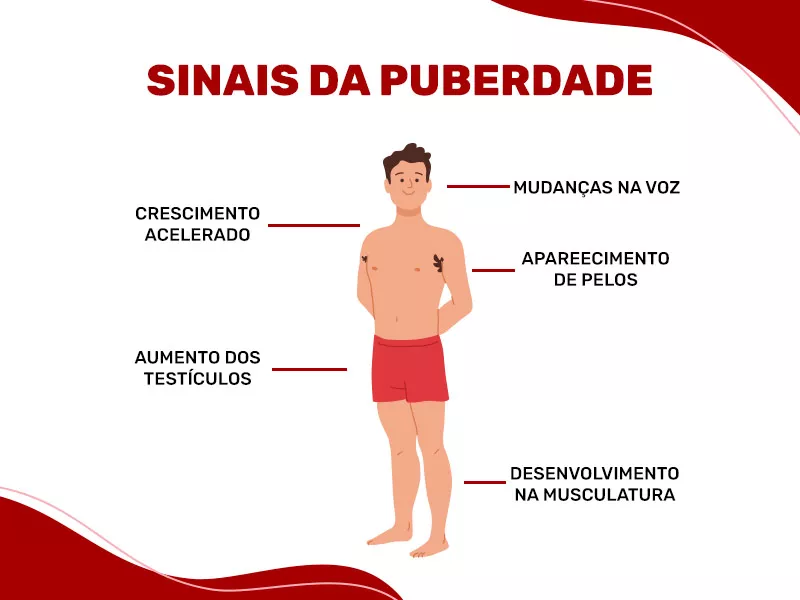 SINAIS DA PUBERDADE
MUDANÇAS NA VOZ
CRESCIMENTO
ACELERADO
APAREECIMENTO
DE PELOS
AUMENTO DOS
TESTÍCULOS
DESENVOLVIMENTO
NA MUSCULATURA